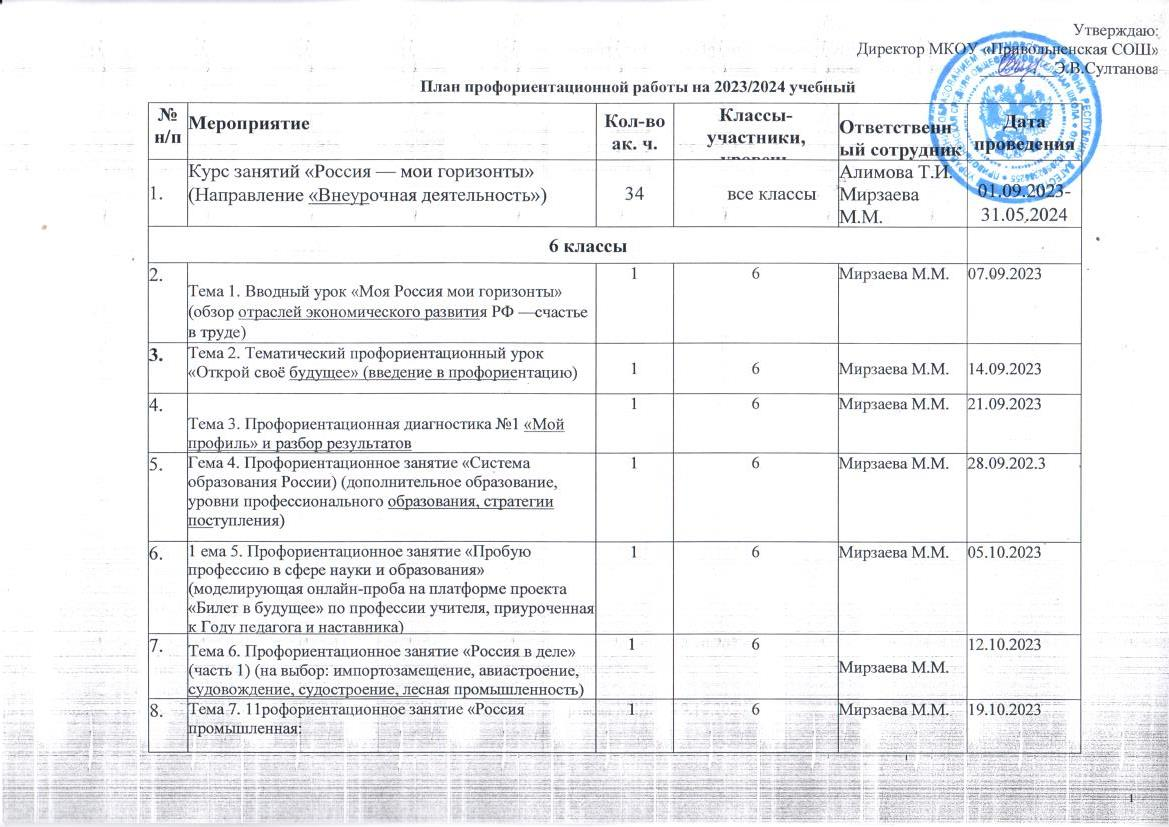 Утверждаю:
Директор МКОУ «Привольненская СОШ»
Э.В.Султанова
План профориентационной работы на 2023/2024 учебный
№ п/п Мероприятие Кол-во ак. ч. Классы-участники, Ответственный сотрудник Дата проведения
1. Курс занятий «Россия — мои горизонты» (Направление «Внеурочная деятельность») 34 все классы Алимова Т.И. Мирзаева М.М. 01.09.2023-31.05.2024
6 классы
2. Тема 1. Вводный урок «Моя Россия мои горизонты» 1 6 Мирзаева М.М. 07.09.2023
(обзор отраслей экономического развития РФ —счастье
в труде)
3. Тема 2. Тематический профориентационный урок
«Открой своё будущее» (введение в профориентацию) 1 6 Мирзаева М.М. 14.09.2023
4. 1 6 Мирзаева М.М. 21.09.2023
Тема 3. Профориентационная диагностика №1 «Мой
профиль» и разбор результатов
5. Гема 4. Профориентационное занятие «Система 1 6 Мирзаева М.М. 28.09.202.3
образования России) (дополнительное образование,
уровни профессионального образования, стратегии
поступления)
6. 1 ема 5. Профориентационное занятие «Пробую 1 6 Мирзаева М.М. 05.10.2023
профессию в сфере науки и образования»
(моделирующая онлайн-проба на платформе проекта
«Билет в будущее» по профессии учителя, приуроченная
к Году педагога и наставника)
7. Тема 6. Профориентационное занятие «Россия в деле» 1 6 12.10.2023
(часть 1) (на выбор: импортозамещение, авиастроение, Мирзаева М.М.
судовождение, судостроение, лесная промышленность)
8. Тема 7. 11рофориентационное занятие «Россия 1 6 Мирзаева М.М. 19.10.2023
промышленная:
1